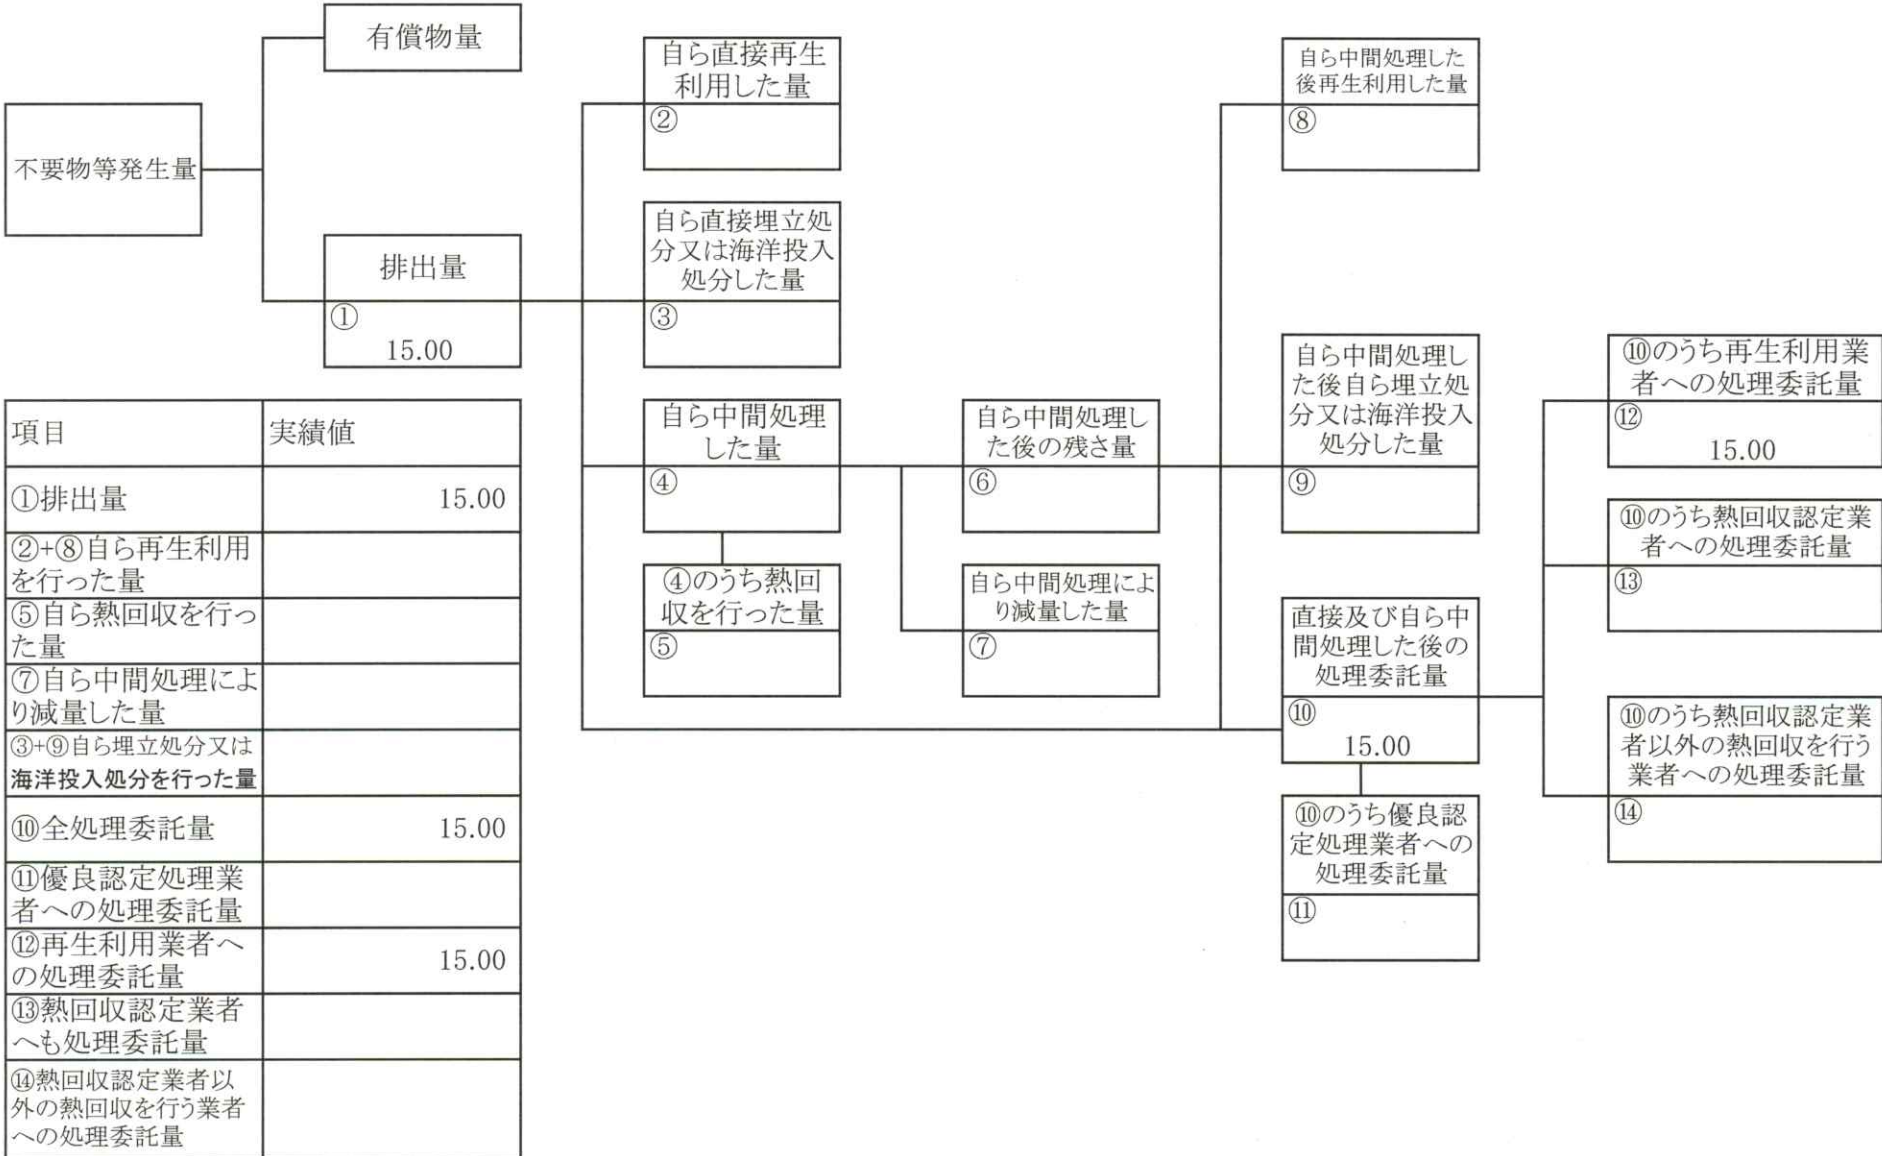 有償物量
不要物等発生量
排出量
①
15.00
自ら直接再生
利用した量
②
自ら直接埋立処
分又は海洋投入
処分した量
③
自ら中間処理
した量
④
④のうち熱回
収を行った量
⑤
自ら中間処理し
た後の残さ量
⑥
自ら中間処理によ
り減量した量
⑦
自ら中間処理した
後再生利用した量
⑧
自ら中間処理し
た後自ら埋立処
分又は海洋投入
処分した量
⑨
直接及び自ら中
間処理した後の
処理委託量
⑩
15.00
⑩のうち優良認
定処理業者への
処理委託量
⑪
⑩のうち再生利用業
者への処理委託量
⑫
15.00
⑩のうち熱回収認定業
者への処理委託量
⑬
⑩のうち熱回収認定業
者以外の熱回収を行う
業者への処理委託量
⑭
項目 実績値
①排出量 15.00
②+⑧自ら再生利用
を行った量
⑤自ら熱回収を行っ
た量
⑦自ら中間処理によ
り減量した量
③+⑨自ら埋立処分又は
海洋投入処分を行った量
⑩全処理委託量 15.00
⑪優良認定処理業
者への処理委託量
⑫再生利用業者へ
の処理委託量 15.00
⑬熱回収認定業者
へも処理委託量
⑭熱回収認定業者以
外の熱回収を行う業者
への処理委託量